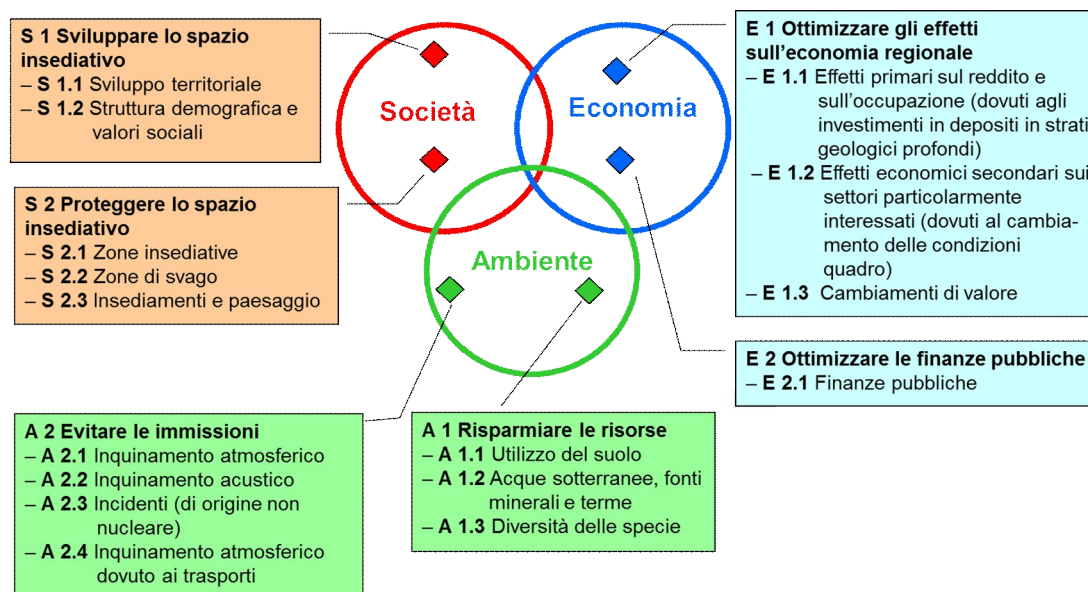 S 1 Sviluppare lo spazio
insediativo
– S 1.1 Sviluppo territoriale
– S 1.2 Struttura demografica e
valori sociali
S 2 Proteggere lo spazio
insediativo
– S 2.1 Zone insediative
– S 2.2 Zone di svago
– S 2.3 Insediamenti e paesaggio
Società
Economia
Ambiente
E 1 Ottimizzare gli effetti
sull'economia regionale
– E 1.1 Effetti primari sul reddito e
sull'occupazione (dovuti agli
investimenti in depositi in strati
geologici profondi)
– E 1.2 Effetti economici secondari sui
settori particolarmente
interessati (dovuti al cambia-
mento delle condizioni
quadro)
– E 1.3 Cambiamenti di valore
E 2 Ottimizzare le finanze pubbliche
– E 2.1 Finanze pubbliche
A 2 Evitare le immissioni
– A 2.1 Inquinamento atmosferico
– A 2.2 Inquinamento acustico
– A 2.3 Incidenti (di origine non
nucleare)
– A 2.4 Inquinamento atmosferico
dovuto ai trasporti
A 1 Risparmiare le risorse
– A 1.1 Utilizzo del suolo
– A 1.2 Acque sotterranee, fonti
minerali e terme
– A 1.3 Diversità delle specie